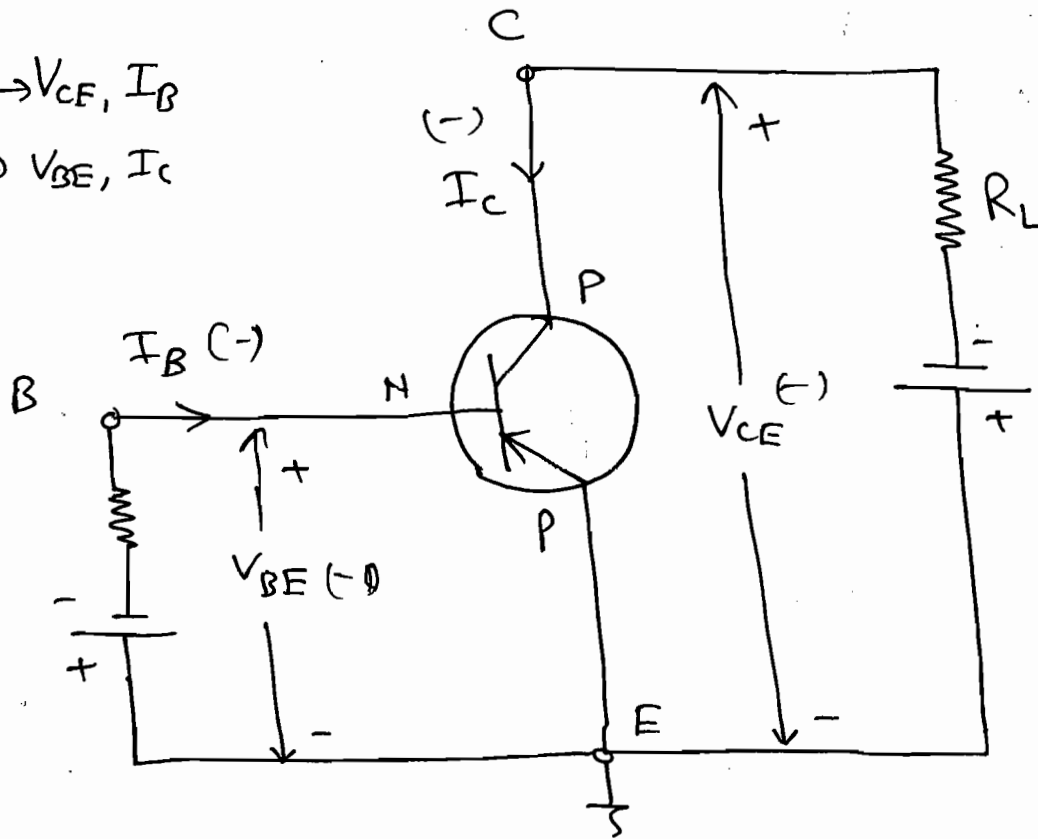 C
→ V_CE, I_B
V_BE, I_C
(-)
I_C
+
R_L
P
I_B (-)
B
N
-
+
V_CE (-)
+
P
V_BE (-)
-
+
-
E
-